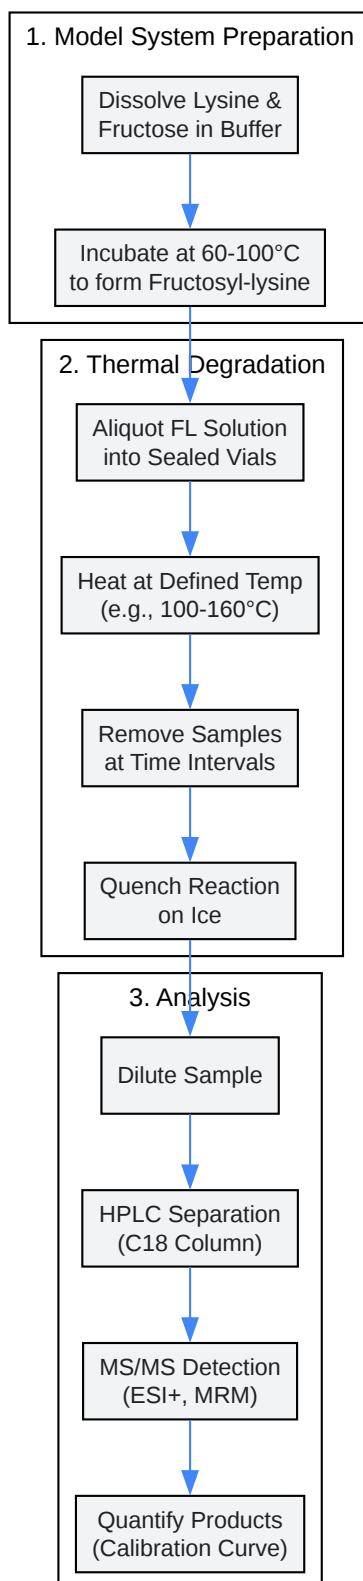 1. Model System Preparation
Dissolve Lysine &
Fructose in Buffer
Incubate at 60-100°C
to form Fructosyl-lysine
2. Thermal Degradation
Aliquot FL Solution
into Sealed Vials
Heat at Defined Temp
(e.g., 100-160°C)
Remove Samples
at Time Intervals
Quench Reaction
on Ice
3. Analysis
Dilute Sample
HPLC Separation
(C18 Column)
MS/MS Detection
(ESI+, MRM)
Quantify Products
(Calibration Curve)